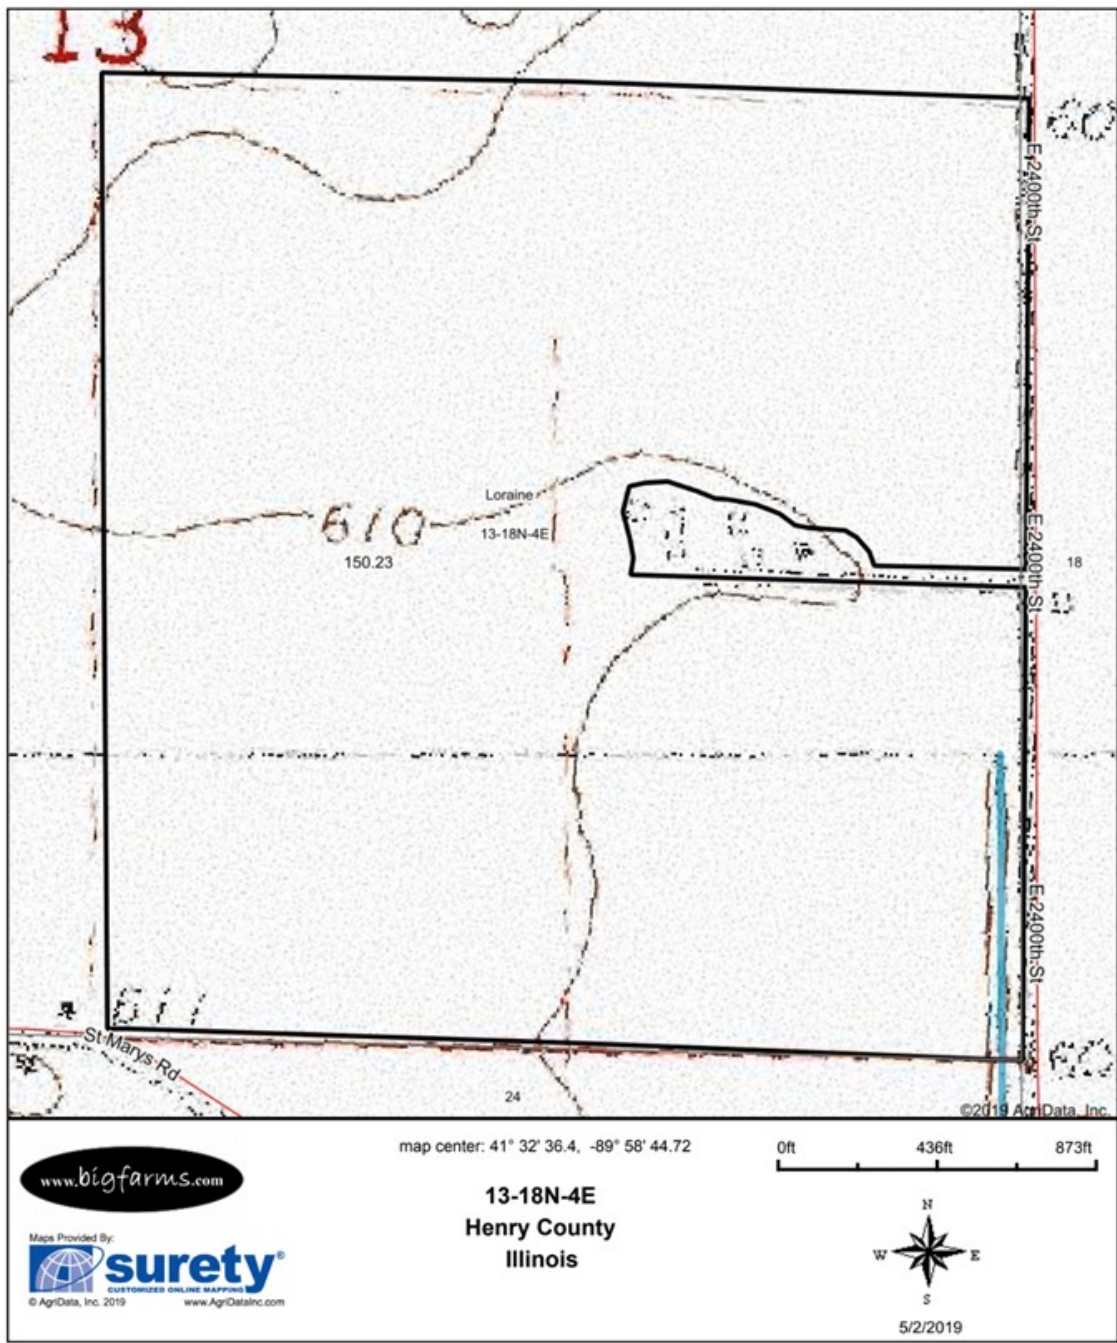 13
60
E 2400th St
Loraine
610
13-18N-4E
150.23
E 2400th St
18
E 2400th St
611
St Marys Rd
24
©2019 AgriData, Inc.
www.bigfarms.com
map center: 41° 32' 36.4, -89° 58' 44.72
0ft 436ft 873ft
13-18N-4E
Henry County
Illinois
Maps Provided By:
surety®
CUSTOMIZED ONLINE MAPPING
© AgriData, Inc. 2019 www.AgriDataInc.com
N
W E
S
5/2/2019